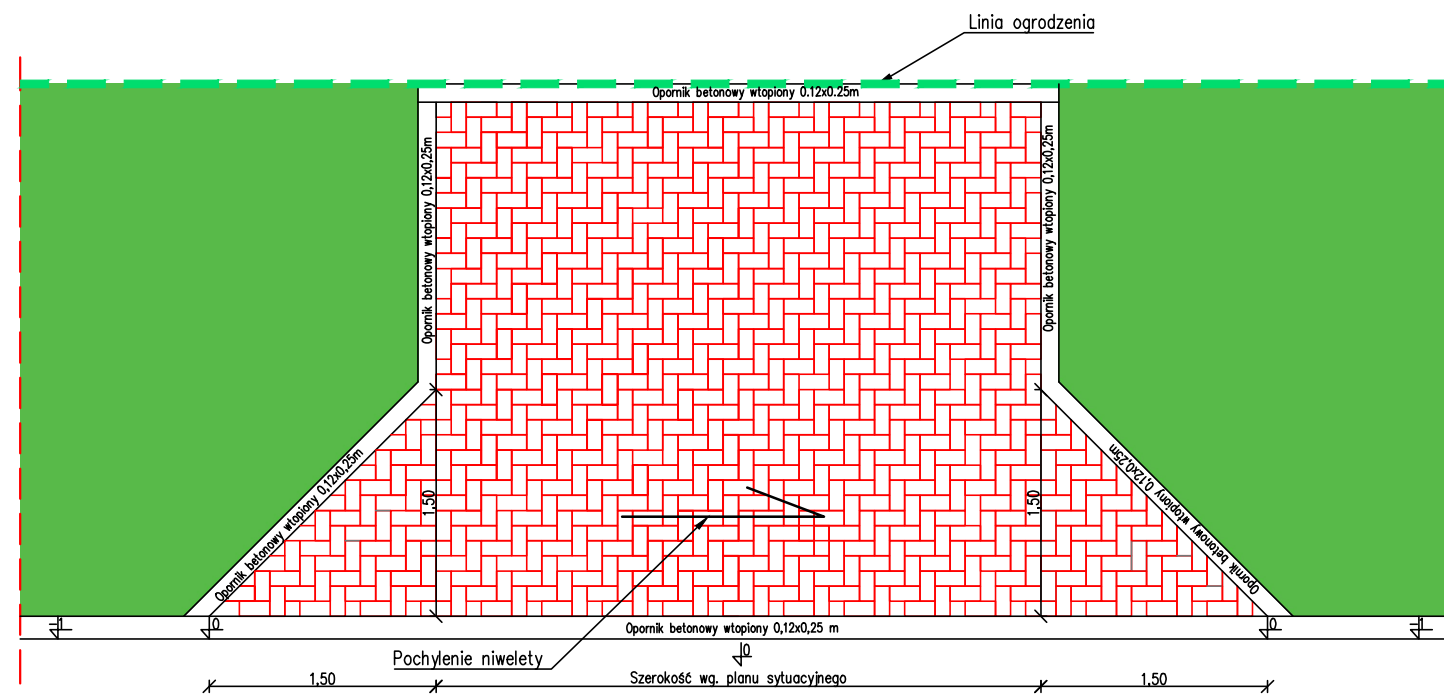 Linia ogrodzenia
Opornik betonowy wtopiony 0.12x0.25m
Opornik betonowy wtopiony 0,12x0,25m
Opornik betonowy wtopiony 0,12x0,25m
Opornik betonowy wtopiony 0,12x0,25m
Opornik betonowy wtopiony 0,12x0,25m
1,50
1,50
-1
0
Opornik betonowy wtopiony 0,12x0,25 m
0
-1
0
Pochylenie niwelety
1,50
Szerokość wg. planu sytuacyjnego
1,50